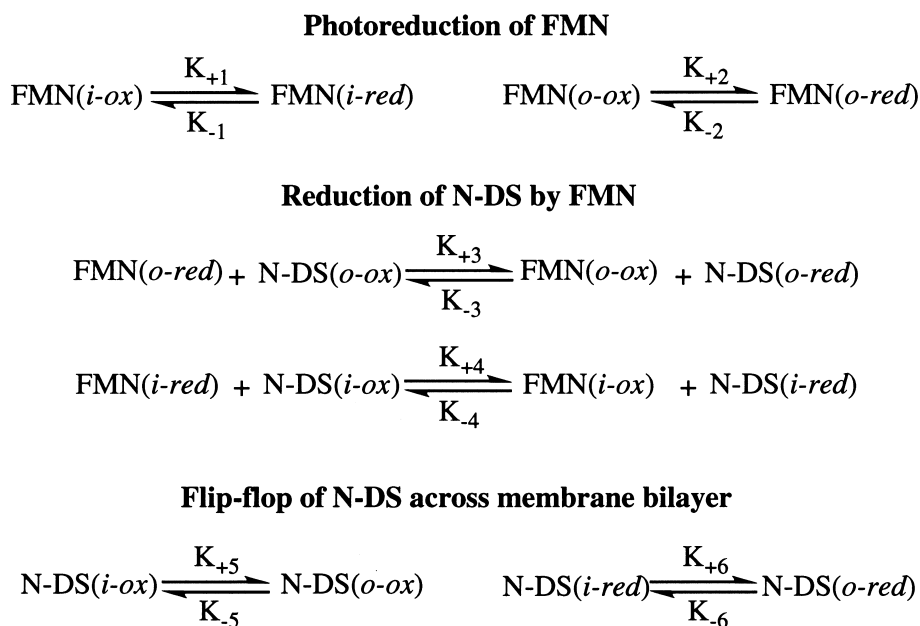 Photoreduction of FMN
K+1 K+2
FMN(i-ox) ⇌ FMN(i-red) FMN(o-ox) ⇌ FMN(o-red)
K-1 K-2
Reduction of N-DS by FMN
K+3
FMN(o-red) + N-DS(o-ox) ⇌ FMN(o-ox) + N-DS(o-red)
K-3
K+4
FMN(i-red) + N-DS(i-ox) ⇌ FMN(i-ox) + N-DS(i-red)
K-4
Flip-flop of N-DS across membrane bilayer
K+5 K+6
N-DS(i-ox) ⇌ N-DS(o-ox) N-DS(i-red) ⇌ N-DS(o-red)
K-5 K-6